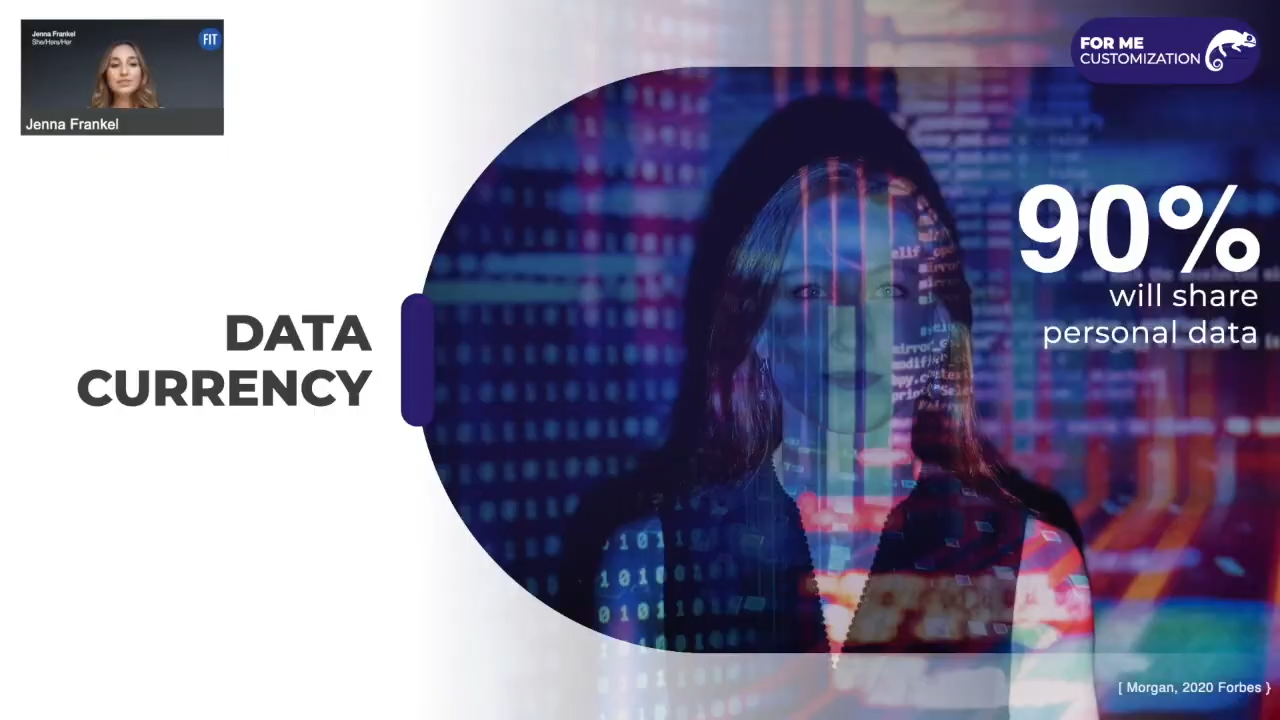 Jenna Frankel
She/Hers/Her
FIT
Jenna Frankel
FOR ME
CUSTOMIZATION
90%
will share
personal data
DATA
CURRENCY
[ Morgan, 2020 Forbes }